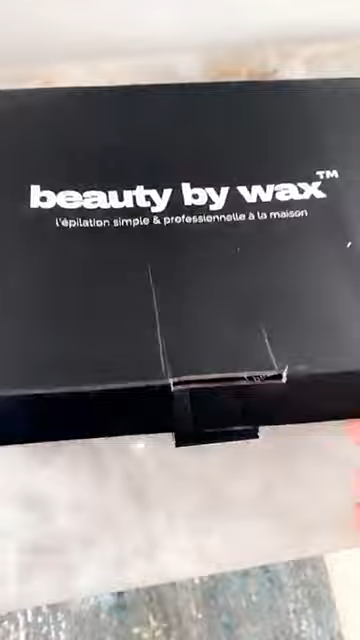 beauty by wax™
l'épilation simple & professionnelle à la maison